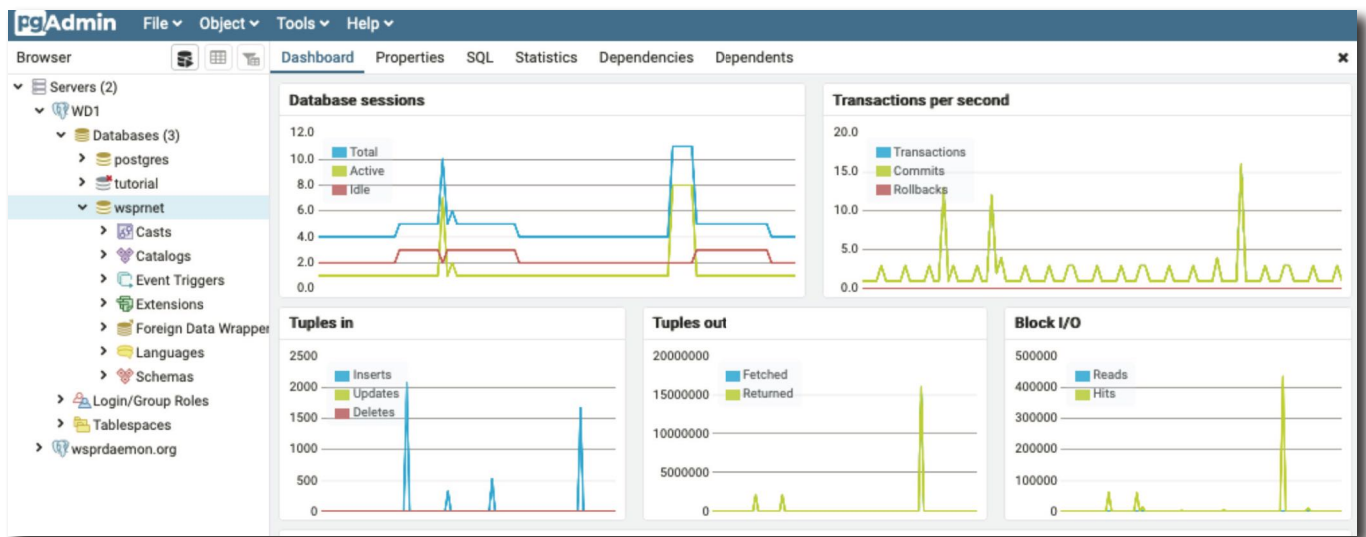 pgAdmin File Object Tools Help
Browser Dashboard Properties SQL Statistics Dependencies Dependents
Servers (2)
WD1
Databases (3)
postgres
tutorial
wsprnet
Casts
Catalogs
Event Triggers
Extensions
Foreign Data Wrapper
Languages
Schemas
Login/Group Roles
Tablespaces
wsprdaemon.org
Database sessions
12.0
10.0
8.0
6.0
4.0
2.0
0.0
Total
Active
Idle
Transactions per second
20.0
15.0
10.0
5.0
0.0
Transactions
Commits
Rollbacks
Tuples in
2500
2000
1500
1000
500
0
Inserts
Updates
Deletes
Tuples out
20000000
15000000
10000000
5000000
0
Fetched
Returned
Block I/O
500000
400000
300000
200000
100000
0
Reads
Hits